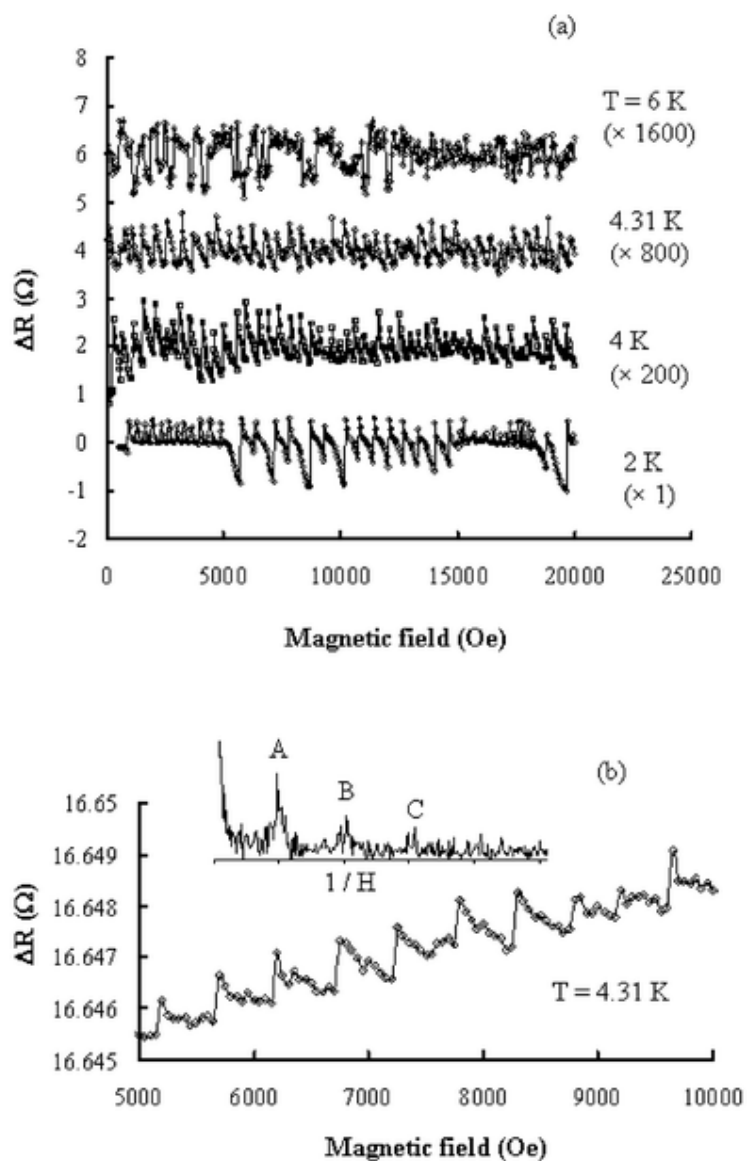 (a)
8
7
6
5
4
3
2
1
0
-1
-2
ΔR (Ω)
T = 6 K
(× 1600)
4.31 K
(× 800)
4 K
(× 200)
2 K
(× 1)
0 5000 10000 15000 20000 25000
Magnetic field (Oe)
(b)
A
B
C
1 / H
16.65
16.649
16.648
16.647
16.646
16.645
ΔR (Ω)
T = 4.31 K
5000 6000 7000 8000 9000 10000
Magnetic field (Oe)